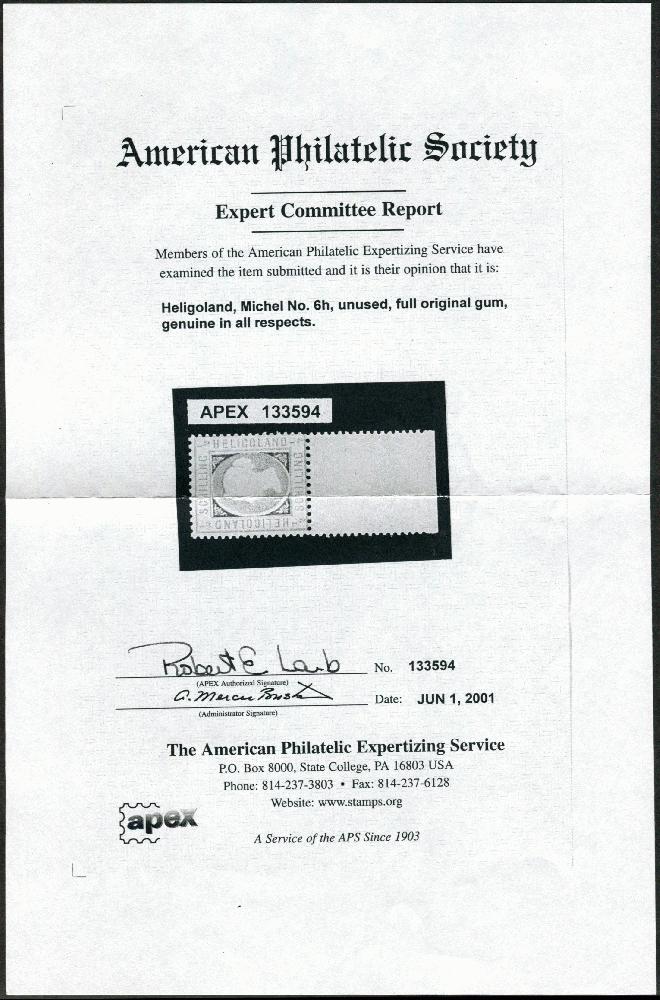 American Philatelic Society
Expert Committee Report
Members of the American Philatelic Expertizing Service have
examined the item submitted and it is their opinion that it is:
Heligoland, Michel No. 6h, unused, full original gum,
genuine in all respects.
APEX 133594
HELIGOLAND
SCHILLING
SCHILLING
HELIGOLAND
Robert E Lamb
No. 133594
(APEX Authorized Signature)
G. Mercer
Date: JUN 1, 2001
(Administrator Signature)
The American Philatelic Expertizing Service
P.O. Box 8000, State College, PA 16803 USA
Phone: 814-237-3803 • Fax: 814-237-6128
Website: www.stamps.org
apex
A Service of the APS Since 1903